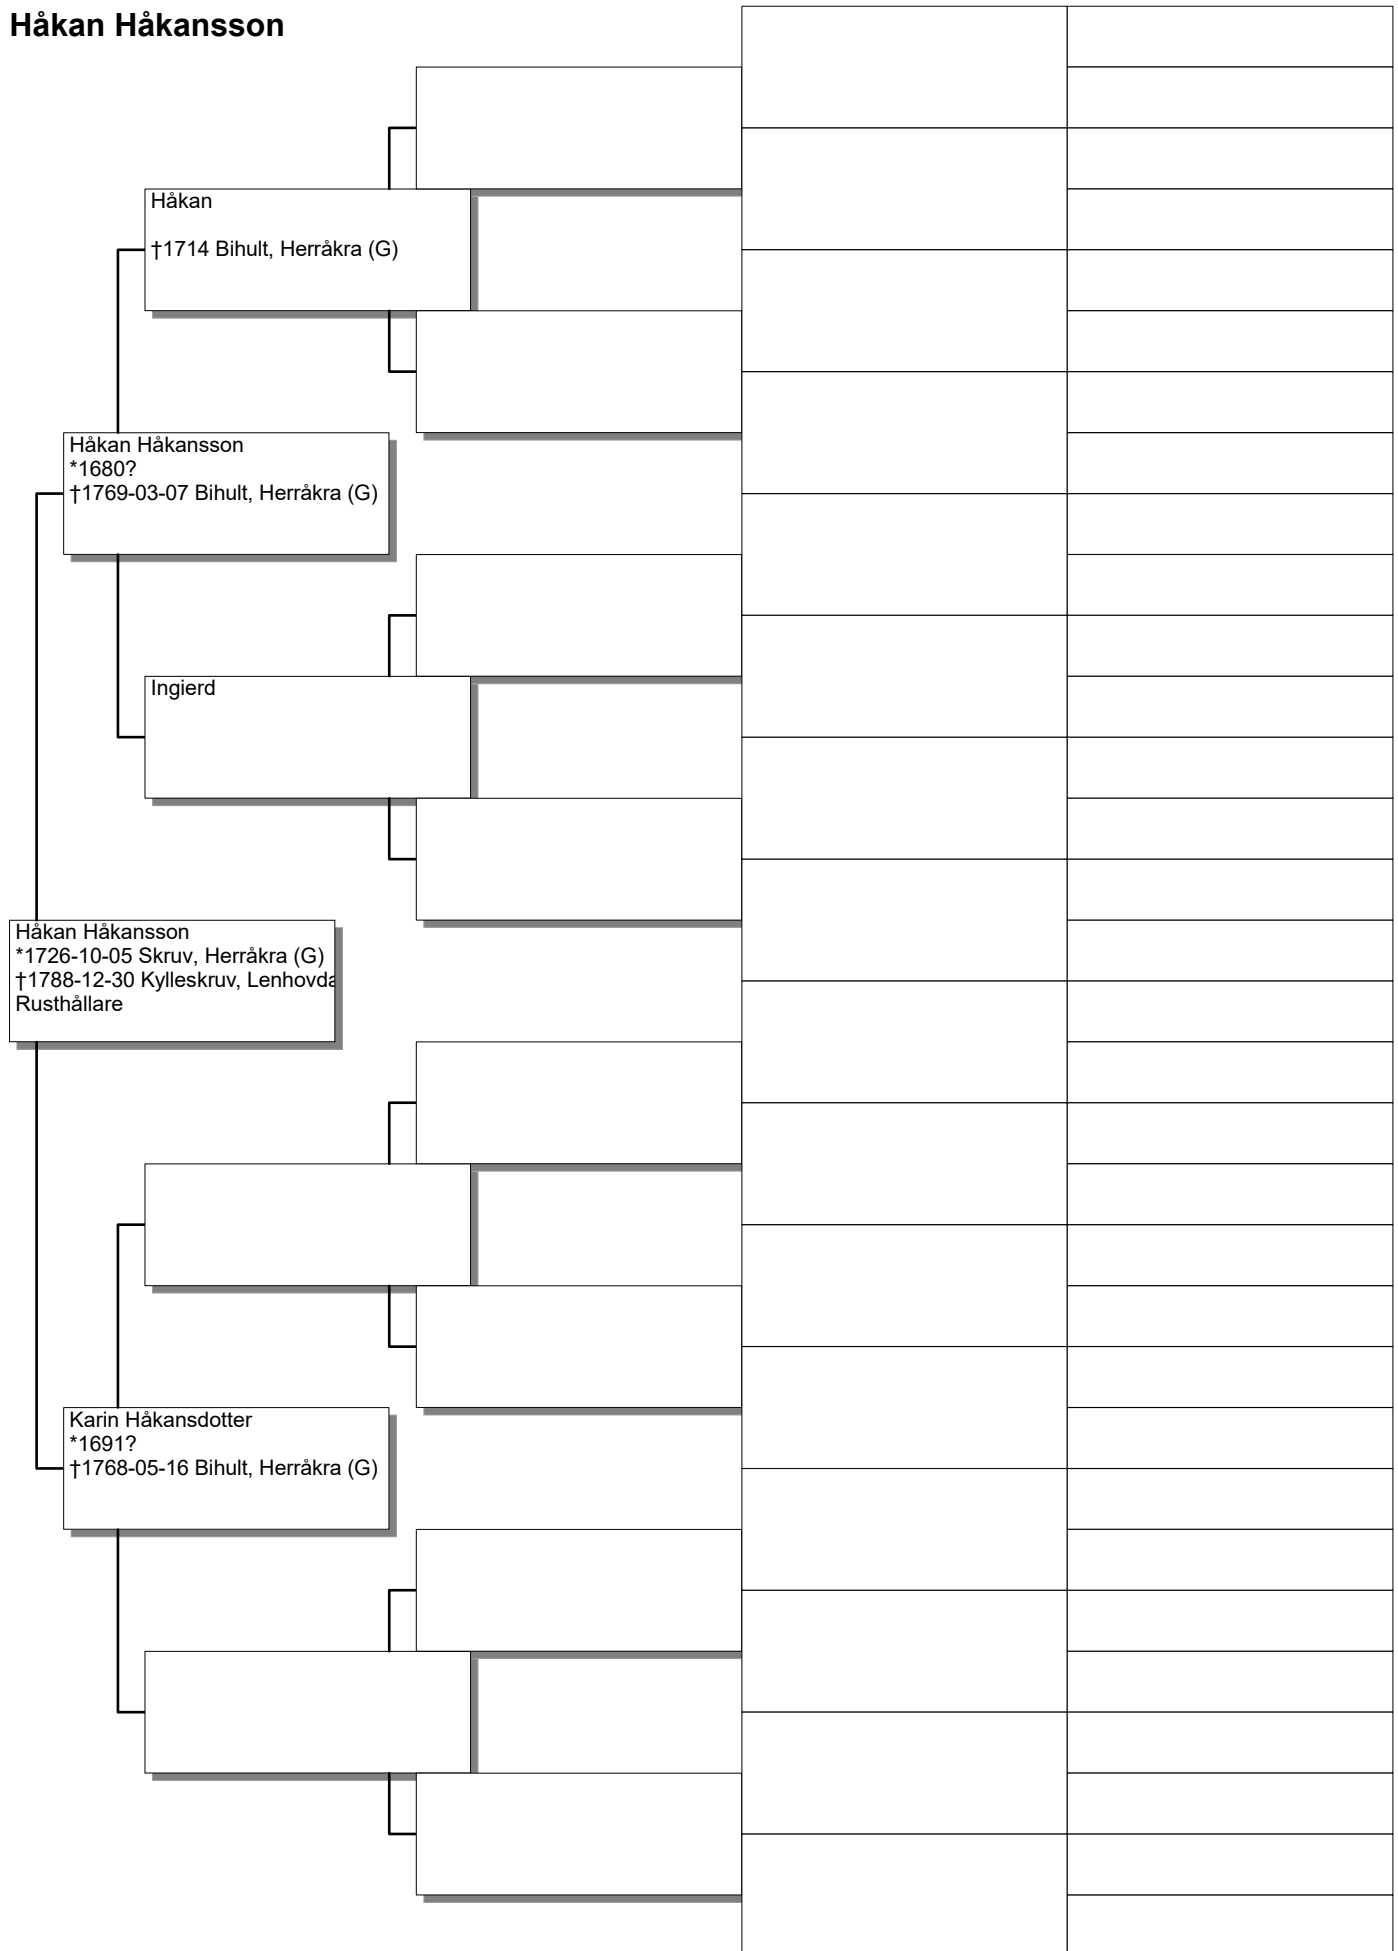 Håkan Håkansson
Håkan
†1714 Bihult, Herråkra (G)
Håkan Håkansson
*1680?
†1769-03-07 Bihult, Herråkra (G)
Ingierd
Håkan Håkansson
*1726-10-05 Skruv, Herråkra (G)
†1788-12-30 Kylleskruv, Lenhovda
Rusthållare
Karin Håkansdotter
*1691?
†1768-05-16 Bihult, Herråkra (G)